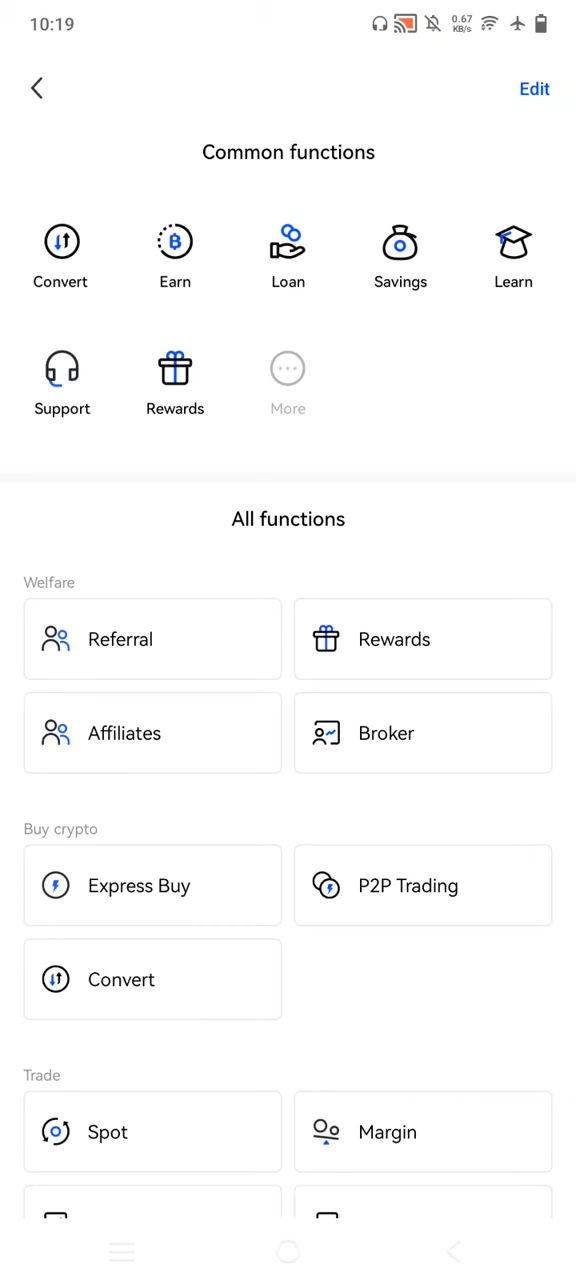 10:19
0.67
KB/s
Edit
Common functions
Convert
Earn
Loan
Savings
Learn
Support
Rewards
More
All functions
Welfare
Referral
Rewards
Affiliates
Broker
Buy crypto
Express Buy
P2P Trading
Convert
Trade
Spot
Margin